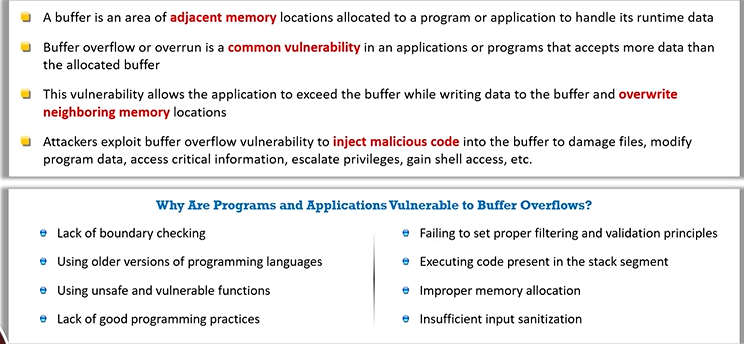 A buffer is an area of adjacent memory locations allocated to a program or application to handle its runtime data
Buffer overflow or overrun is a common vulnerability in an applications or programs that accepts more data than
the allocated buffer
This vulnerability allows the application to exceed the buffer while writing data to the buffer and overwrite
neighboring memory locations
Attackers exploit buffer overflow vulnerability to inject malicious code into the buffer to damage files, modify
program data, access critical information, escalate privileges, gain shell access, etc.
Why Are Programs and Applications Vulnerable to Buffer Overflows?
Lack of boundary checking
Using older versions of programming languages
Using unsafe and vulnerable functions
Lack of good programming practices
Failing to set proper filtering and validation principles
Executing code present in the stack segment
Improper memory allocation
Insufficient input sanitization